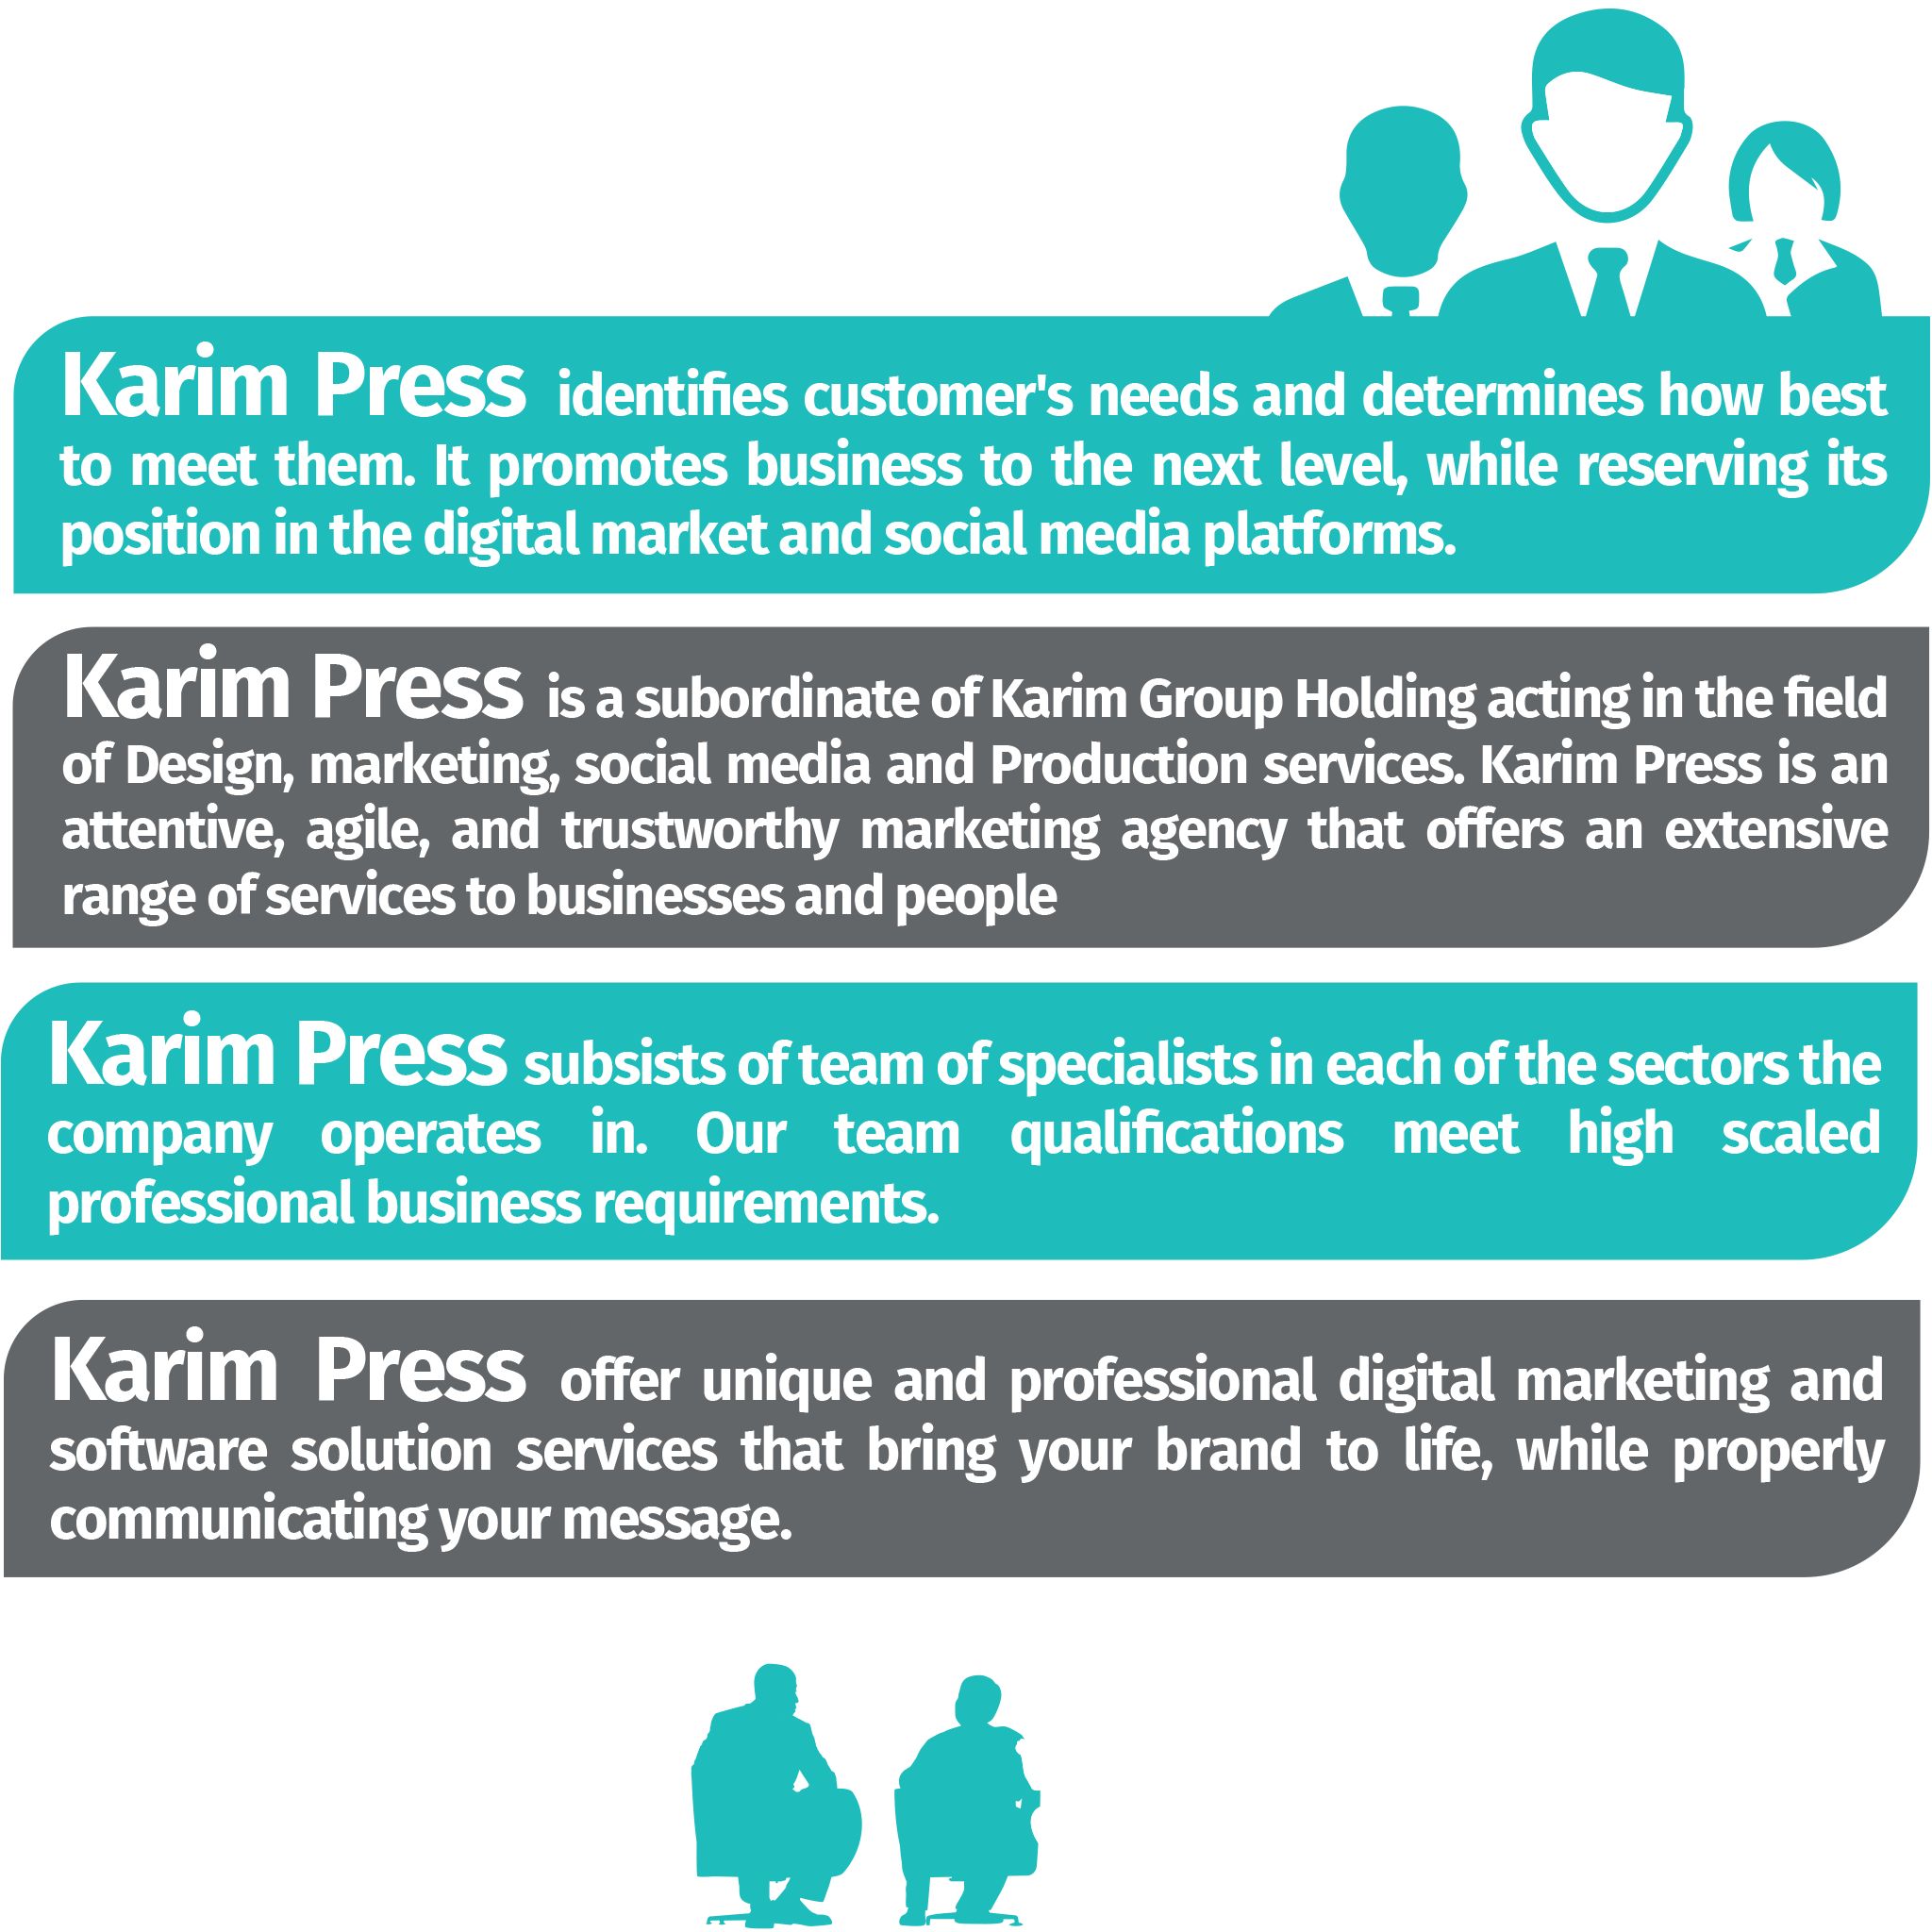 Karim Press identifies customer's needs and determines how best
to meet them. It promotes business to the next level, while reserving its
position in the digital market and social media platforms.
Karim Press is a subordinate of Karim Group Holding acting in the field
of Design, marketing, social media and Production services. Karim Press is an
attentive, agile, and trustworthy marketing agency that offers an extensive
range of services to businesses and people
Karim Press subsists of team of specialists in each of the sectors the
company operates in. Our team qualifications meet high scaled
professional business requirements.
Karim Press offer unique and professional digital marketing and
software solution services that bring your brand to life, while properly
communicating your message.